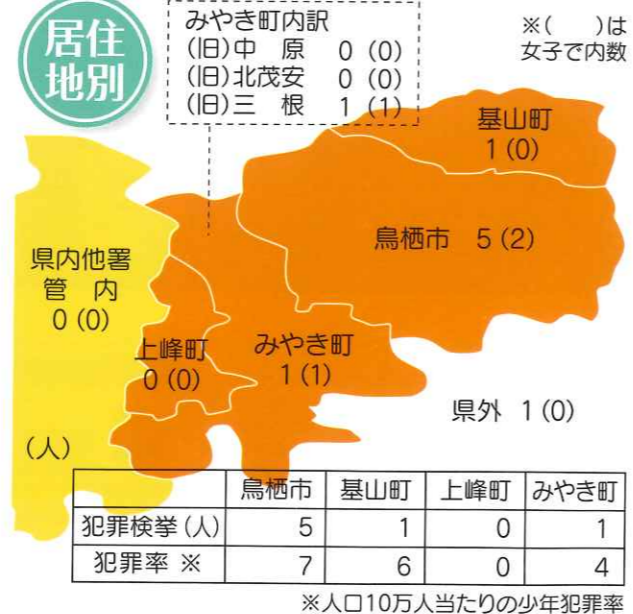 居住
地別
みやき町内訳
(旧)中 原 0 (0)
(旧)北茂安 0 (0)
(旧)三 根 1 (1)
※( )は
女子で内数
基山町
1 (0)
鳥栖市 5 (2)
県内他署
管 内
0 (0)
上峰町
0 (0)
みやき町
1 (1)
県外 1 (0)
(人)
鳥栖市 基山町 上峰町 みやき町
犯罪検挙(人) 5 1 0 1
犯罪率 ※ 7 6 0 4
※人口10万人当たりの少年犯罪率